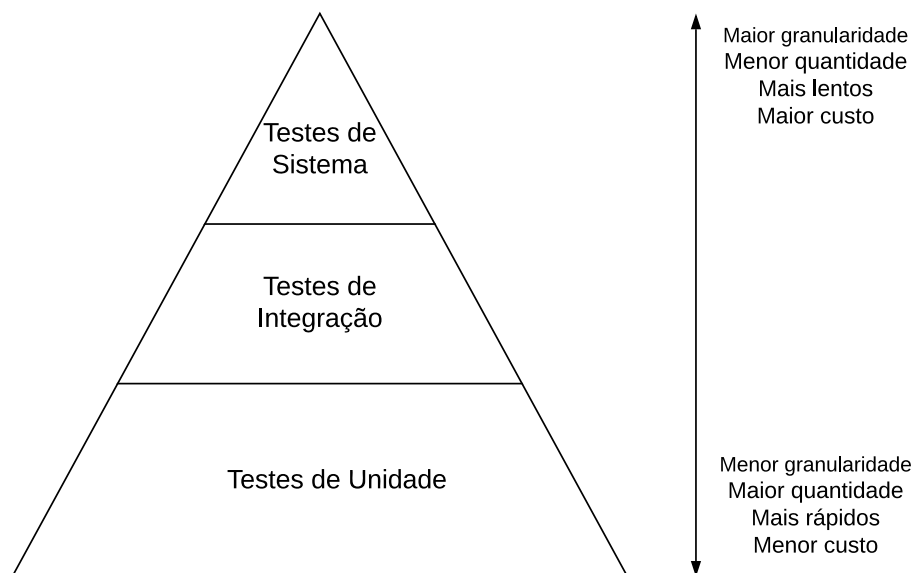 Testes de
Sistema
Testes de
Integração
Testes de Unidade
Maior granularidade
Menor quantidade
Mais lentos
Maior custo
Menor granularidade
Maior quantidade
Mais rápidos
Menor custo